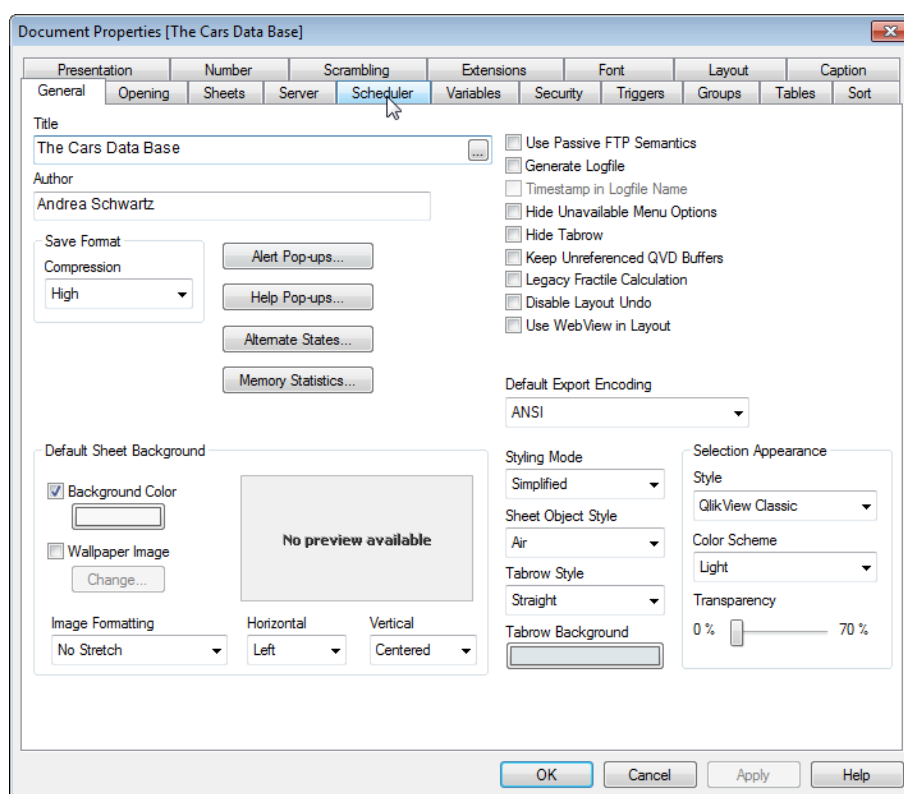 Document Properties [The Cars Data Base]
Presentation Number Scrambling Extensions Font Layout Caption
General Opening Sheets Server Scheduler Variables Security Triggers Groups Tables Sort
Title
The Cars Data Base ...
Author
Andrea Schwartz
Save Format
Compression
High
Alert Pop-ups...
Help Pop-ups...
Alternate States...
Memory Statistics...
Use Passive FTP Semantics
Generate Logfile
Timestamp in Logfile Name
Hide Unavailable Menu Options
Hide Tabrow
Keep Unreferenced QVD Buffers
Legacy Fractile Calculation
Disable Layout Undo
Use WebView in Layout
Default Export Encoding
ANSI
Default Sheet Background
Background Color
Wallpaper Image
Change...
No preview available
Image Formatting Horizontal Vertical
No Stretch Left Centered
Styling Mode
Simplified
Sheet Object Style
Air
Tabrow Style
Straight
Tabrow Background
Selection Appearance
Style
QlikView Classic
Color Scheme
Light
Transparency
0 % 70 %
OK Cancel Apply Help